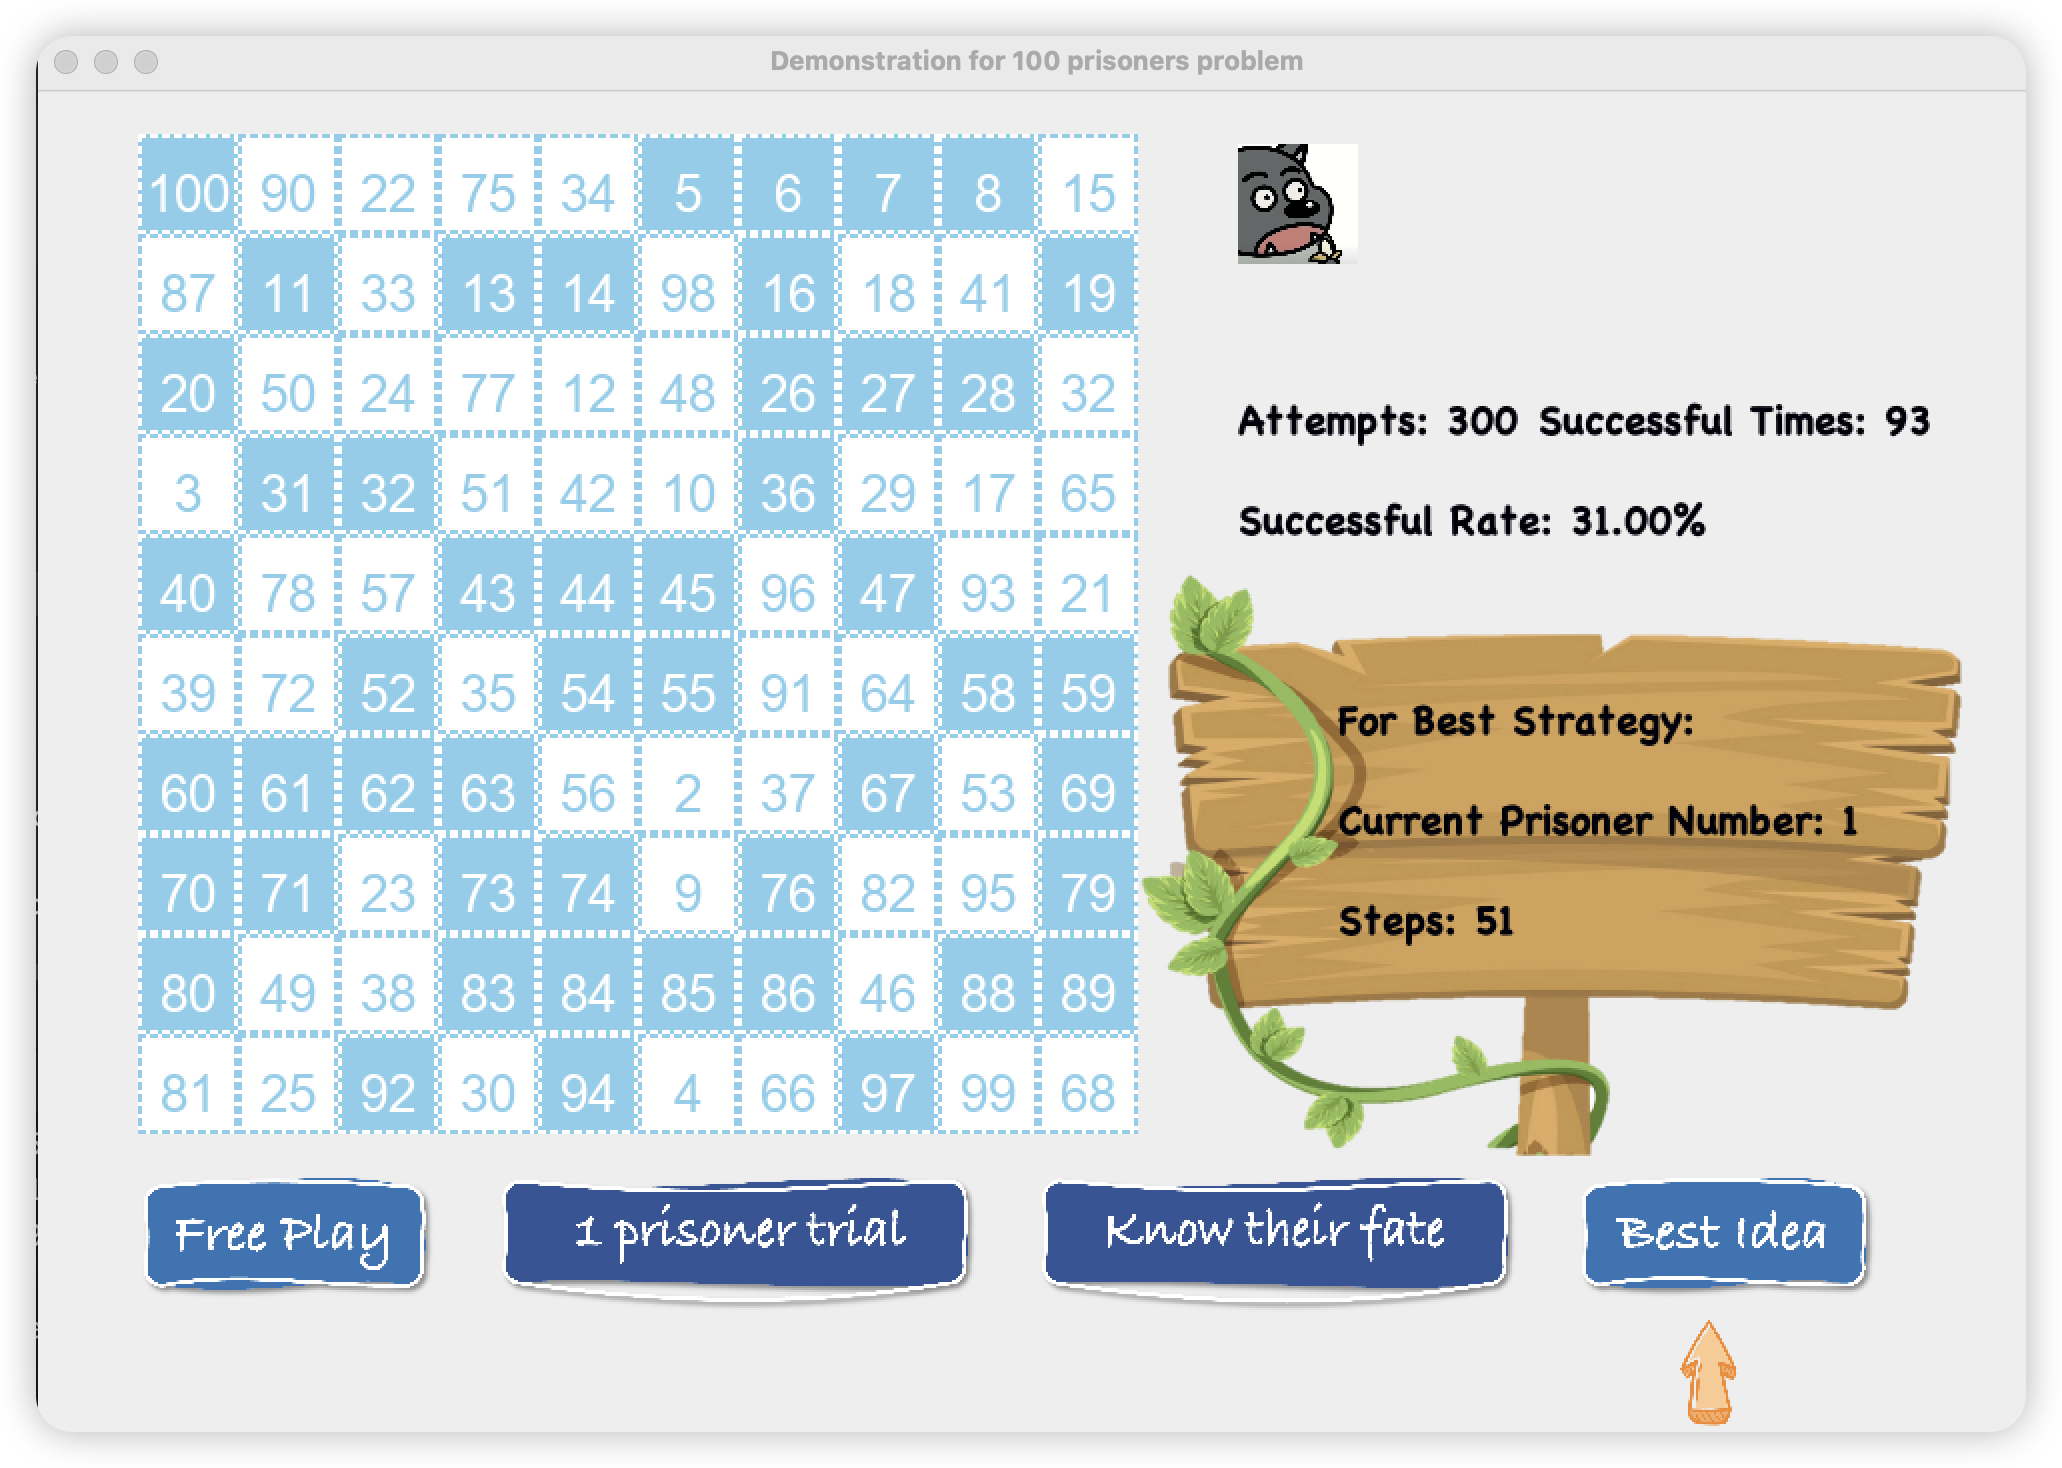 Demonstration for 100 prisoners problem
100 90 22 75 34 5 6 7 8 15
87 11 33 13 14 98 16 18 41 19
20 50 24 77 12 48 26 27 28 32
3 31 32 51 42 10 36 29 17 65
40 78 57 43 44 45 96 47 93 21
39 72 52 35 54 55 91 64 58 59
60 61 62 63 56 2 37 67 53 69
70 71 23 73 74 9 76 82 95 79
80 49 38 83 84 85 86 46 88 89
81 25 92 30 94 4 66 97 99 68
Attempts: 300 Successful Times: 93
Successful Rate: 31.00%
For Best Strategy:
Current Prisoner Number: 1
Steps: 51
Free Play
1 prisoner trial
Know their fate
Best Idea